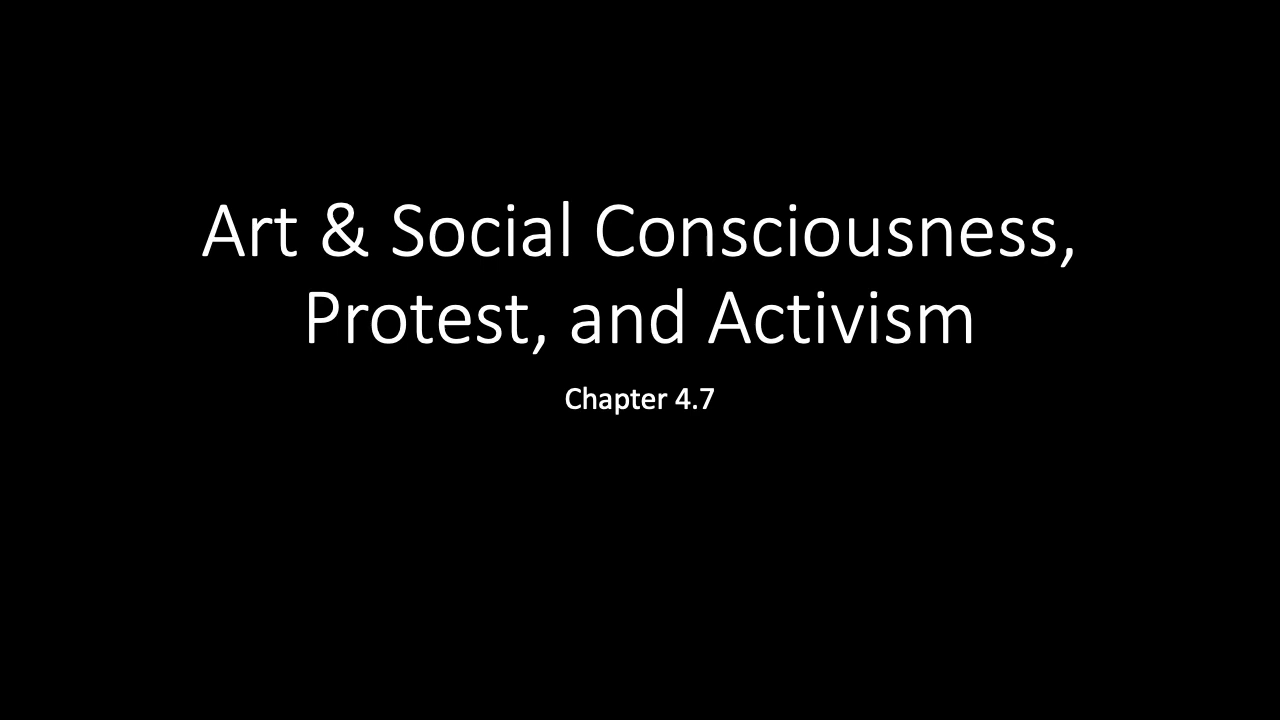 Art & Social Consciousness,
Protest, and Activism
Chapter 4.7